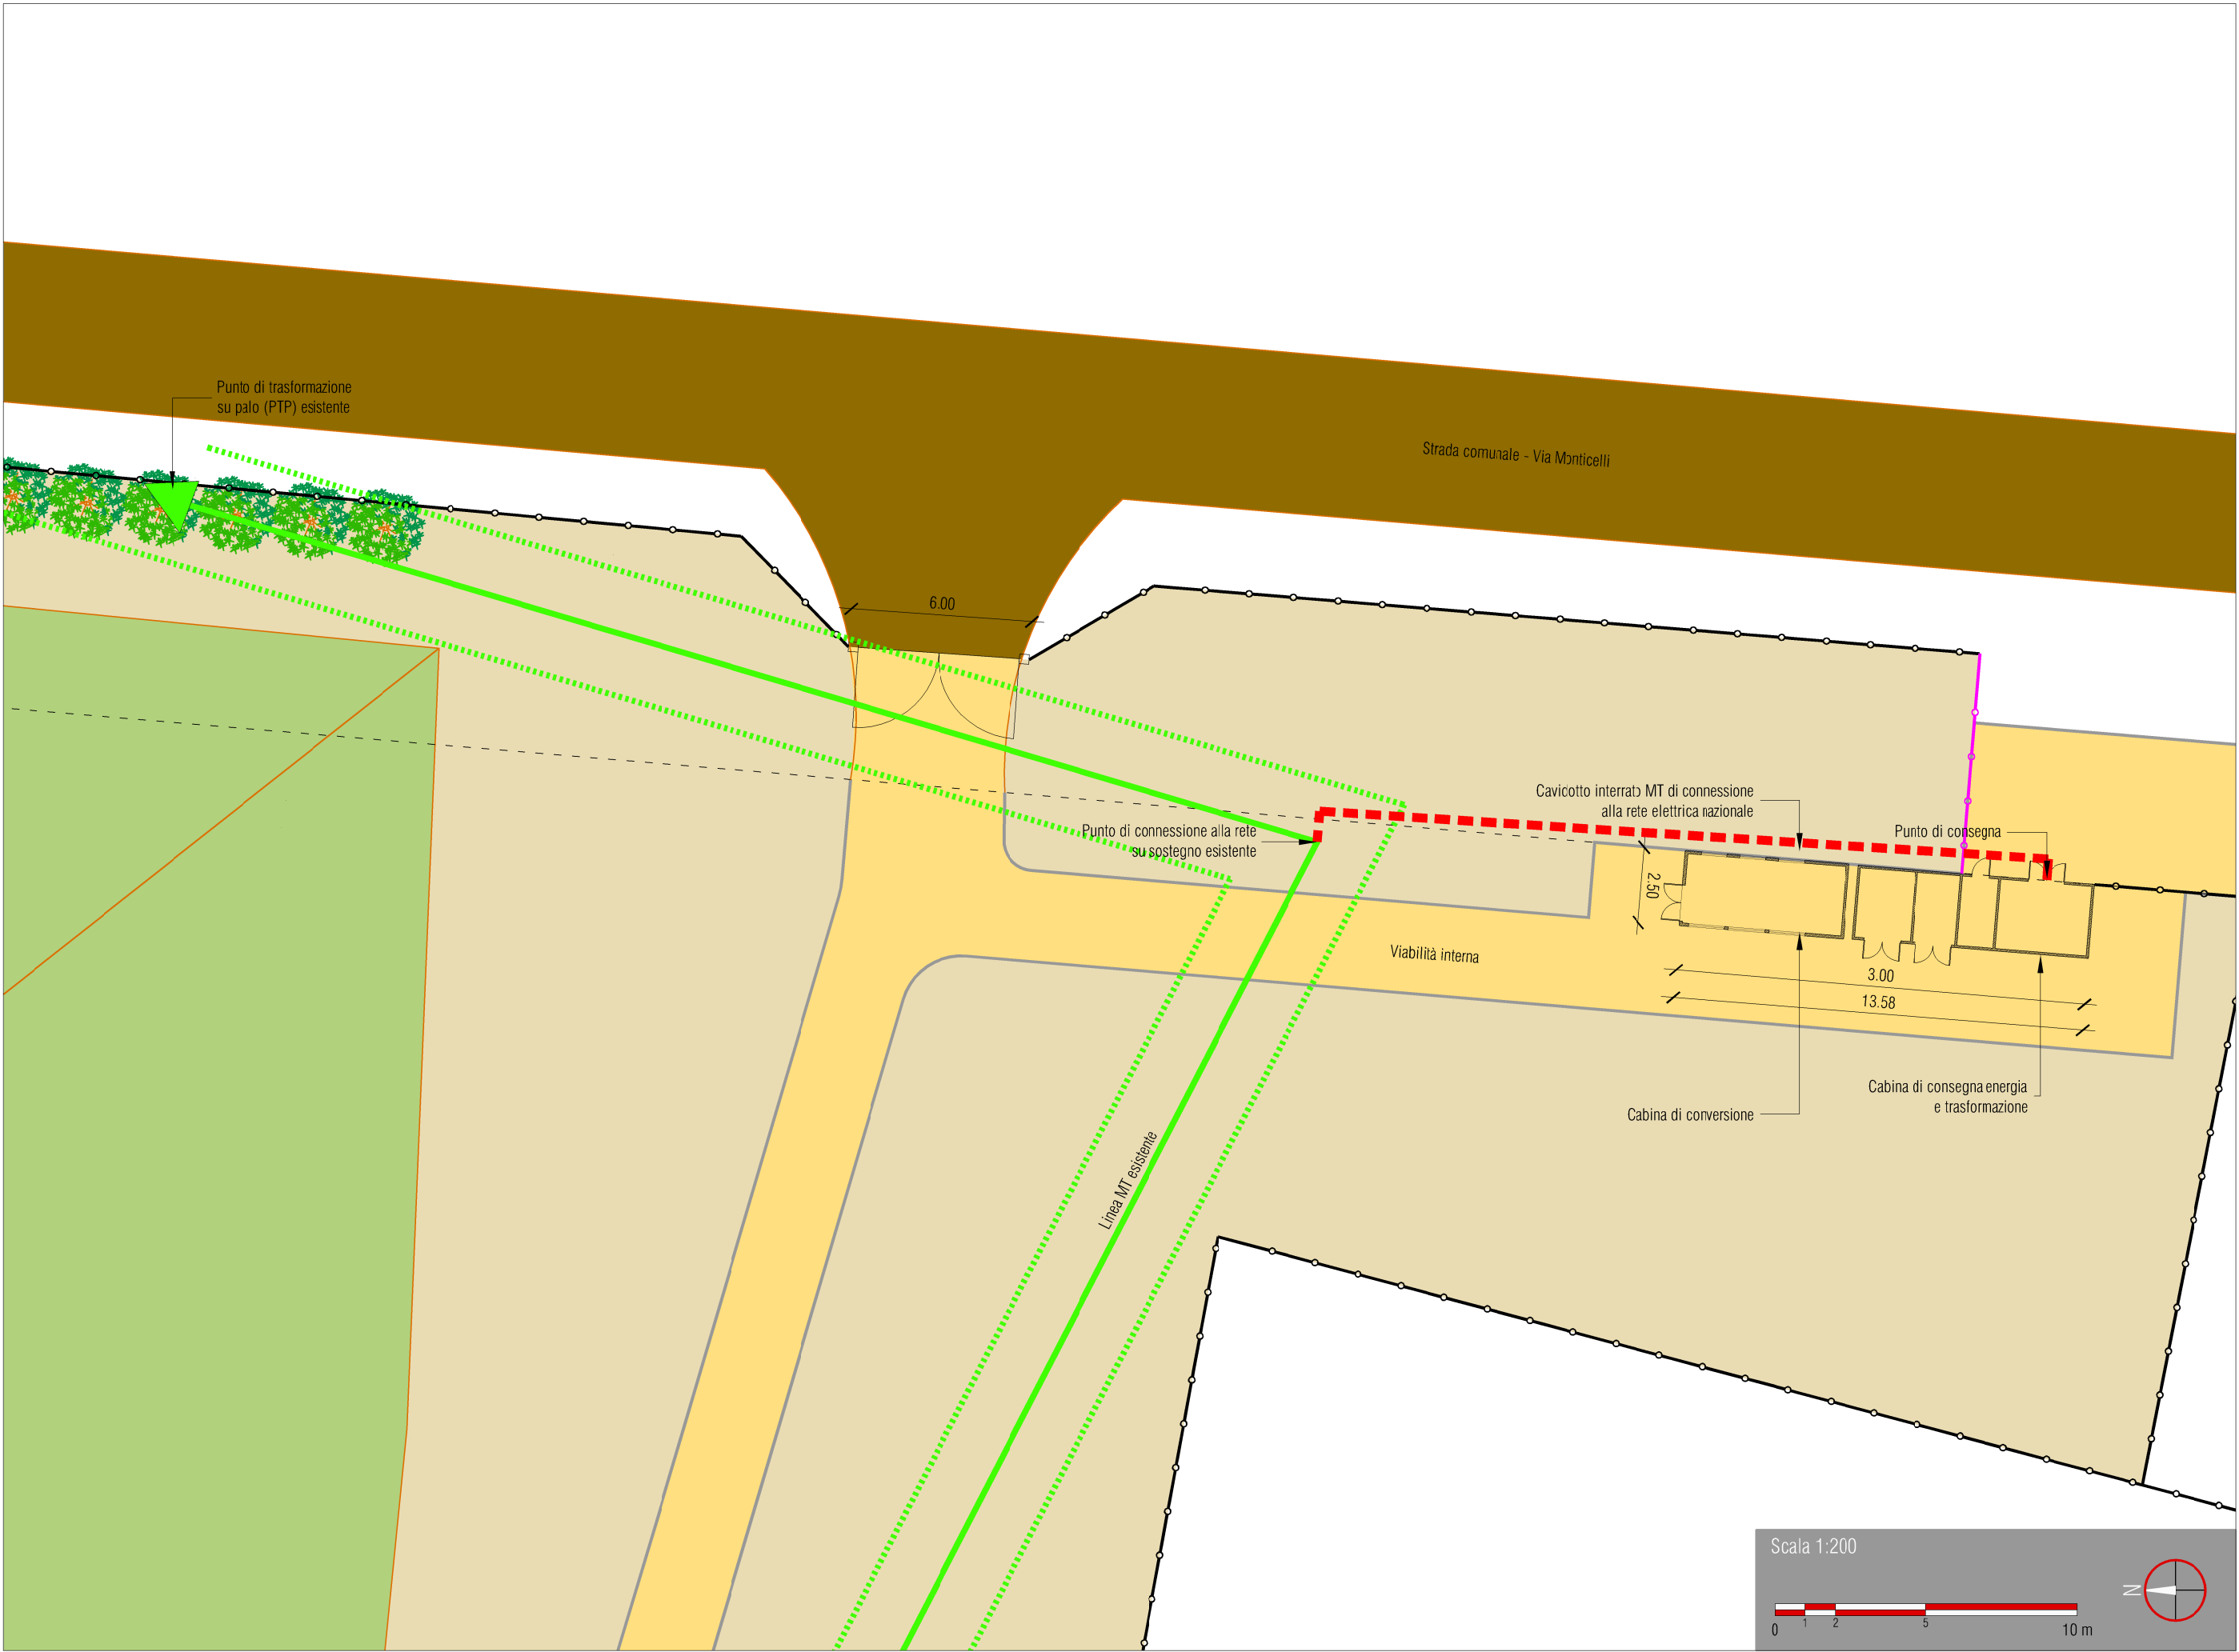 Punto di trasformazione
su palo (PTP) esistente
Strada comunale - Via Monticelli
6.00
Cavidotto interrato MT di connessione
alla rete elettrica nazionale
Punto di consegna
Punto di connessione alla rete
su sostegno esistente
2.50
Viabilità interna
3.00
13.58
Cabina di consegna energia
e trasformazione
Cabina di conversione
Linea MT esistente
Scala 1:200
N
0 1 2 5 10 m